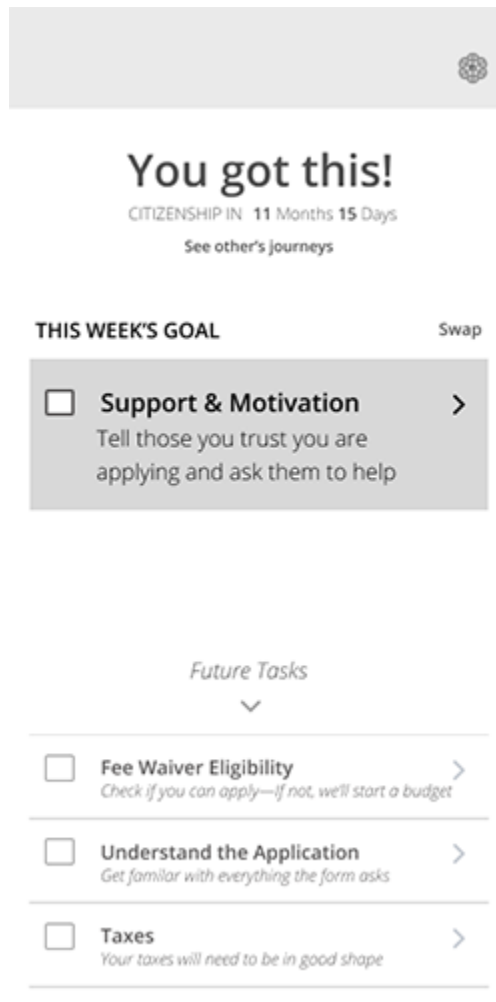 You got this!
CITIZENSHIP IN 11 Months 15 Days
See other's journeys
THIS WEEK'S GOAL
Swap
Support & Motivation
Tell those you trust you are
applying and ask them to help
Future Tasks
Fee Waiver Eligibility
Check if you can apply—If not, we'll start a budget
Understand the Application
Get familar with everything the form asks
Taxes
Your taxes will need to be in good shape